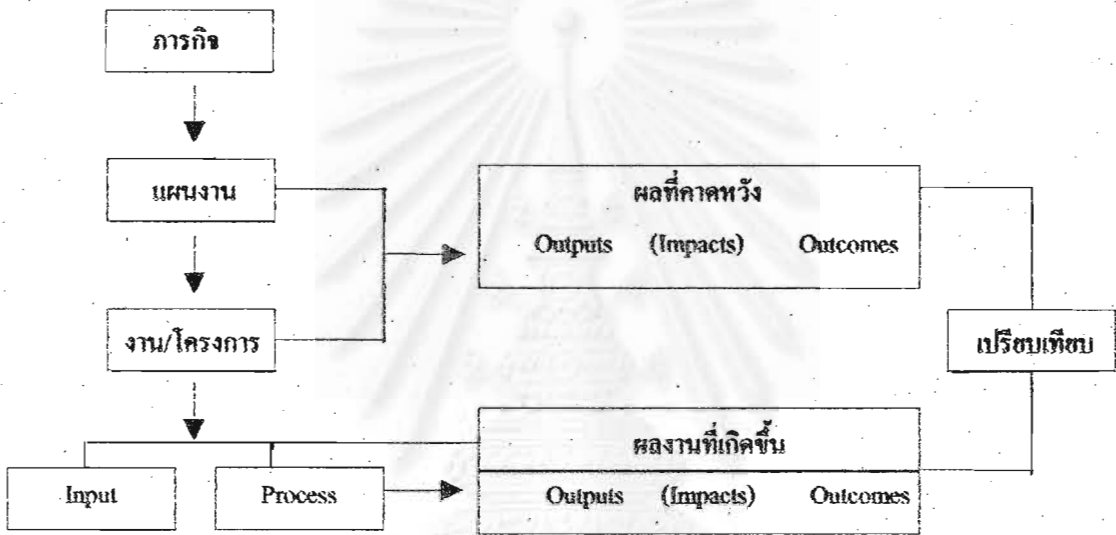 ภารกิจ
แผนงาน
ผลที่คาดหวัง
Outputs (Impacts) Outcomes
งาน/โครงการ
เปรียบเทียบ
ผลงานที่เกิดขึ้น
Input
Process
Outputs (Impacts) Outcomes